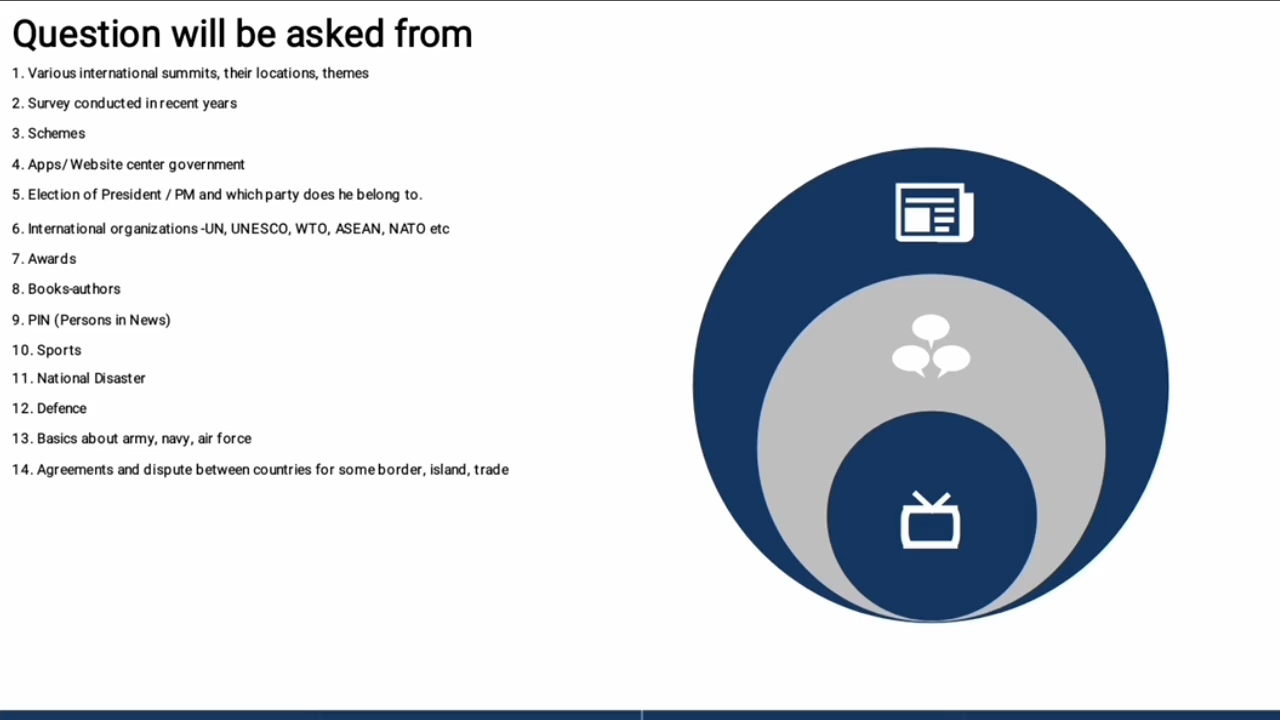 Question will be asked from
1. Various international summits, their locations, themes
2. Survey conducted in recent years
3. Schemes
4. Apps/ Website center government
5. Election of President / PM and which party does he belong to.
6. International organizations -UN, UNESCO, WTO, ASEAN, NATO etc
7. Awards
8. Books-authors
9. PIN (Persons in News)
10. Sports
11. National Disaster
12. Defence
13. Basics about army, navy, air force
14. Agreements and dispute between countries for some border, island, trade